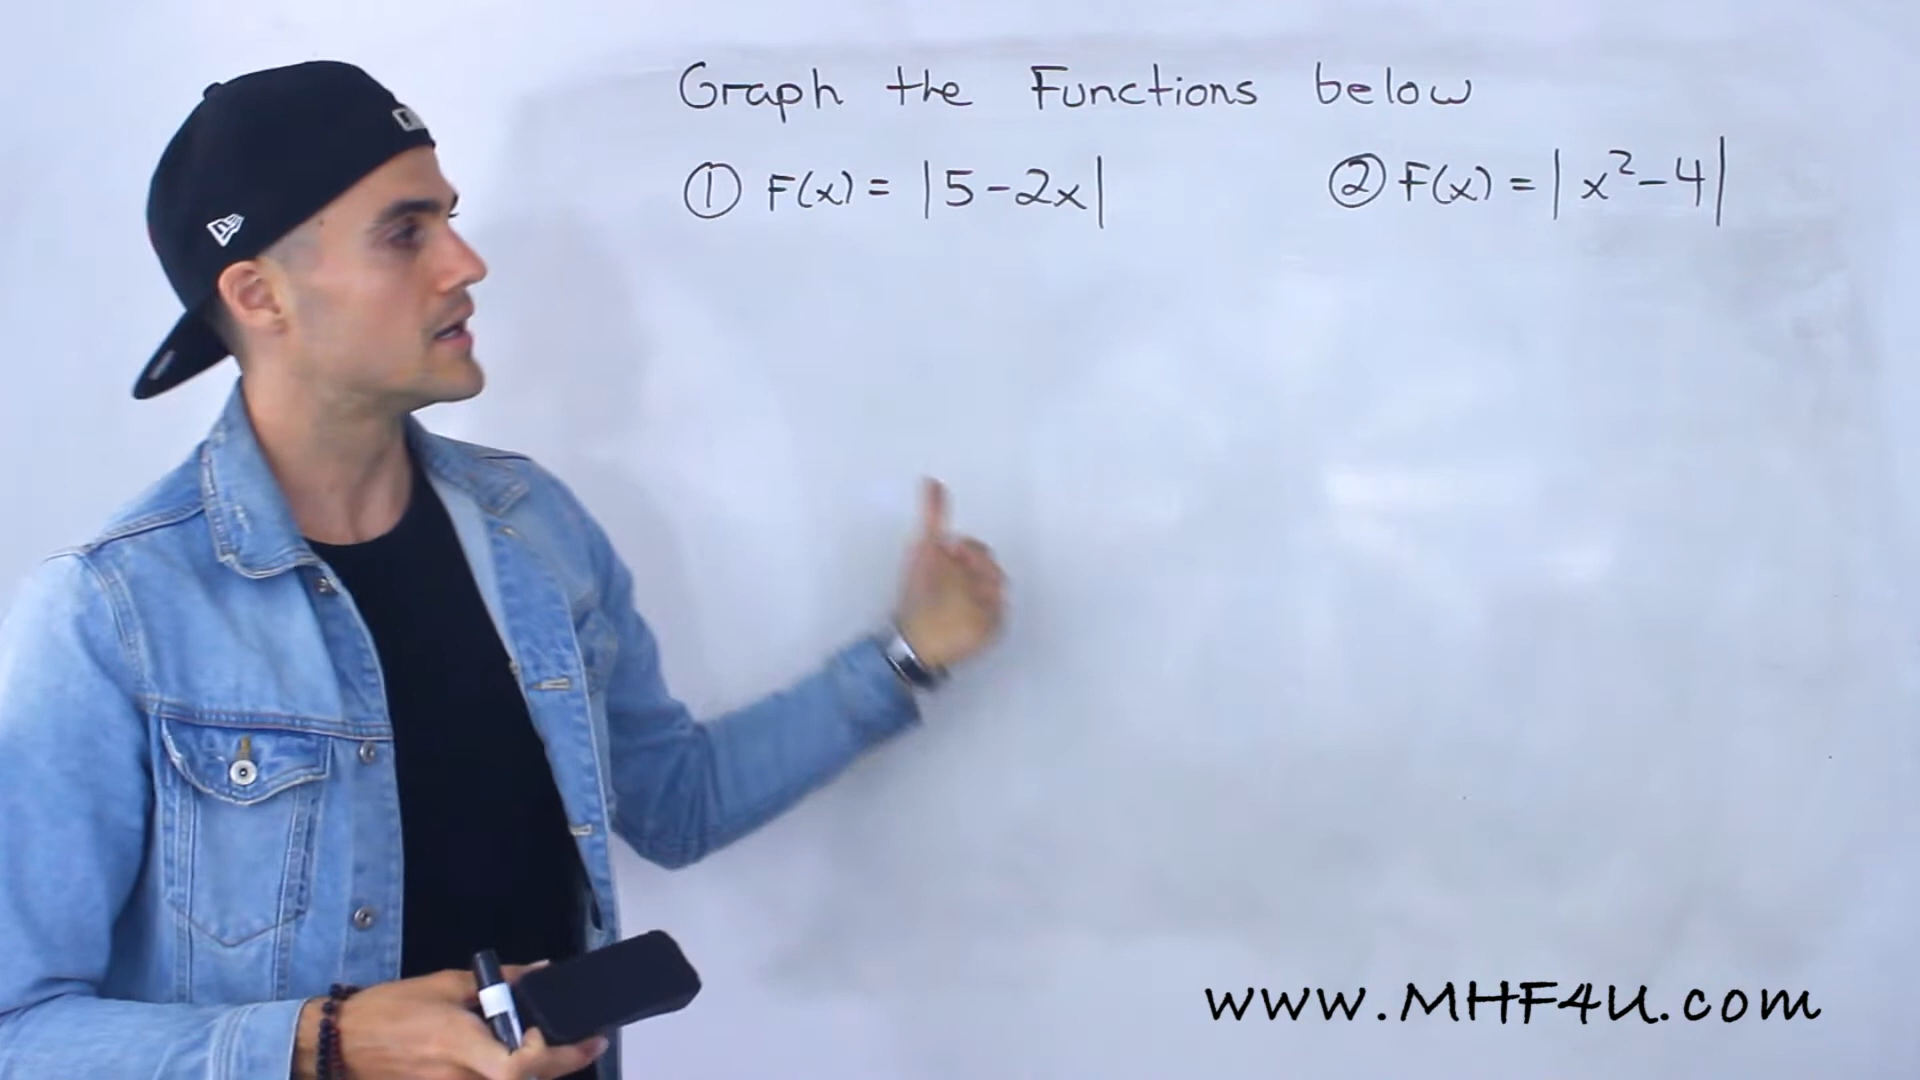 Graph the Functions below
① F(x) = |5-2x|
② F(x) = |x²-4|
www.MHF4U.com